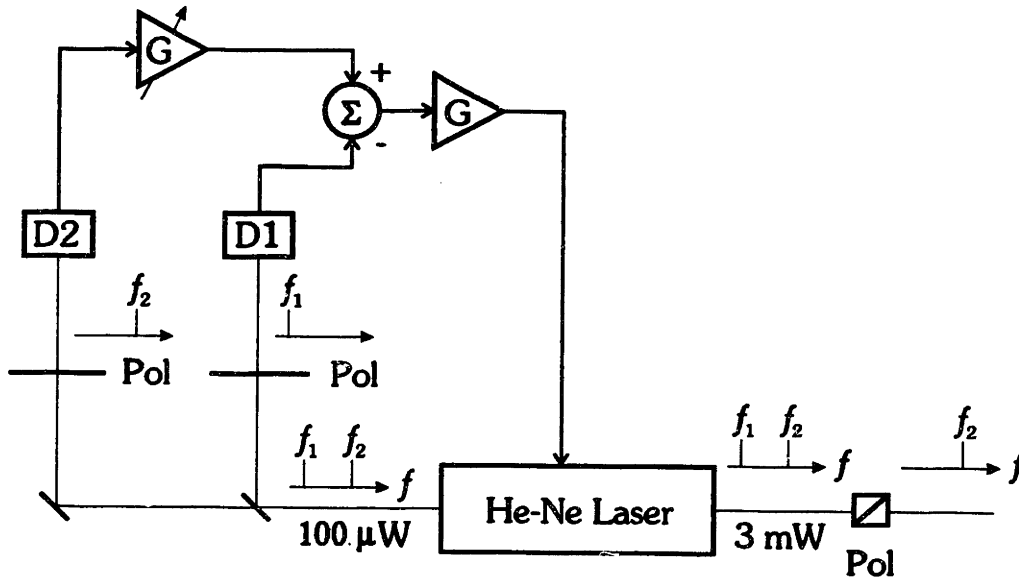 G
+
Σ
G
-
D2
D1
f₂
f₁
Pol
Pol
f₁ f₂ f
f₁ f₂ f
f₂ f
He-Ne Laser
100 µW
3 mW
Pol